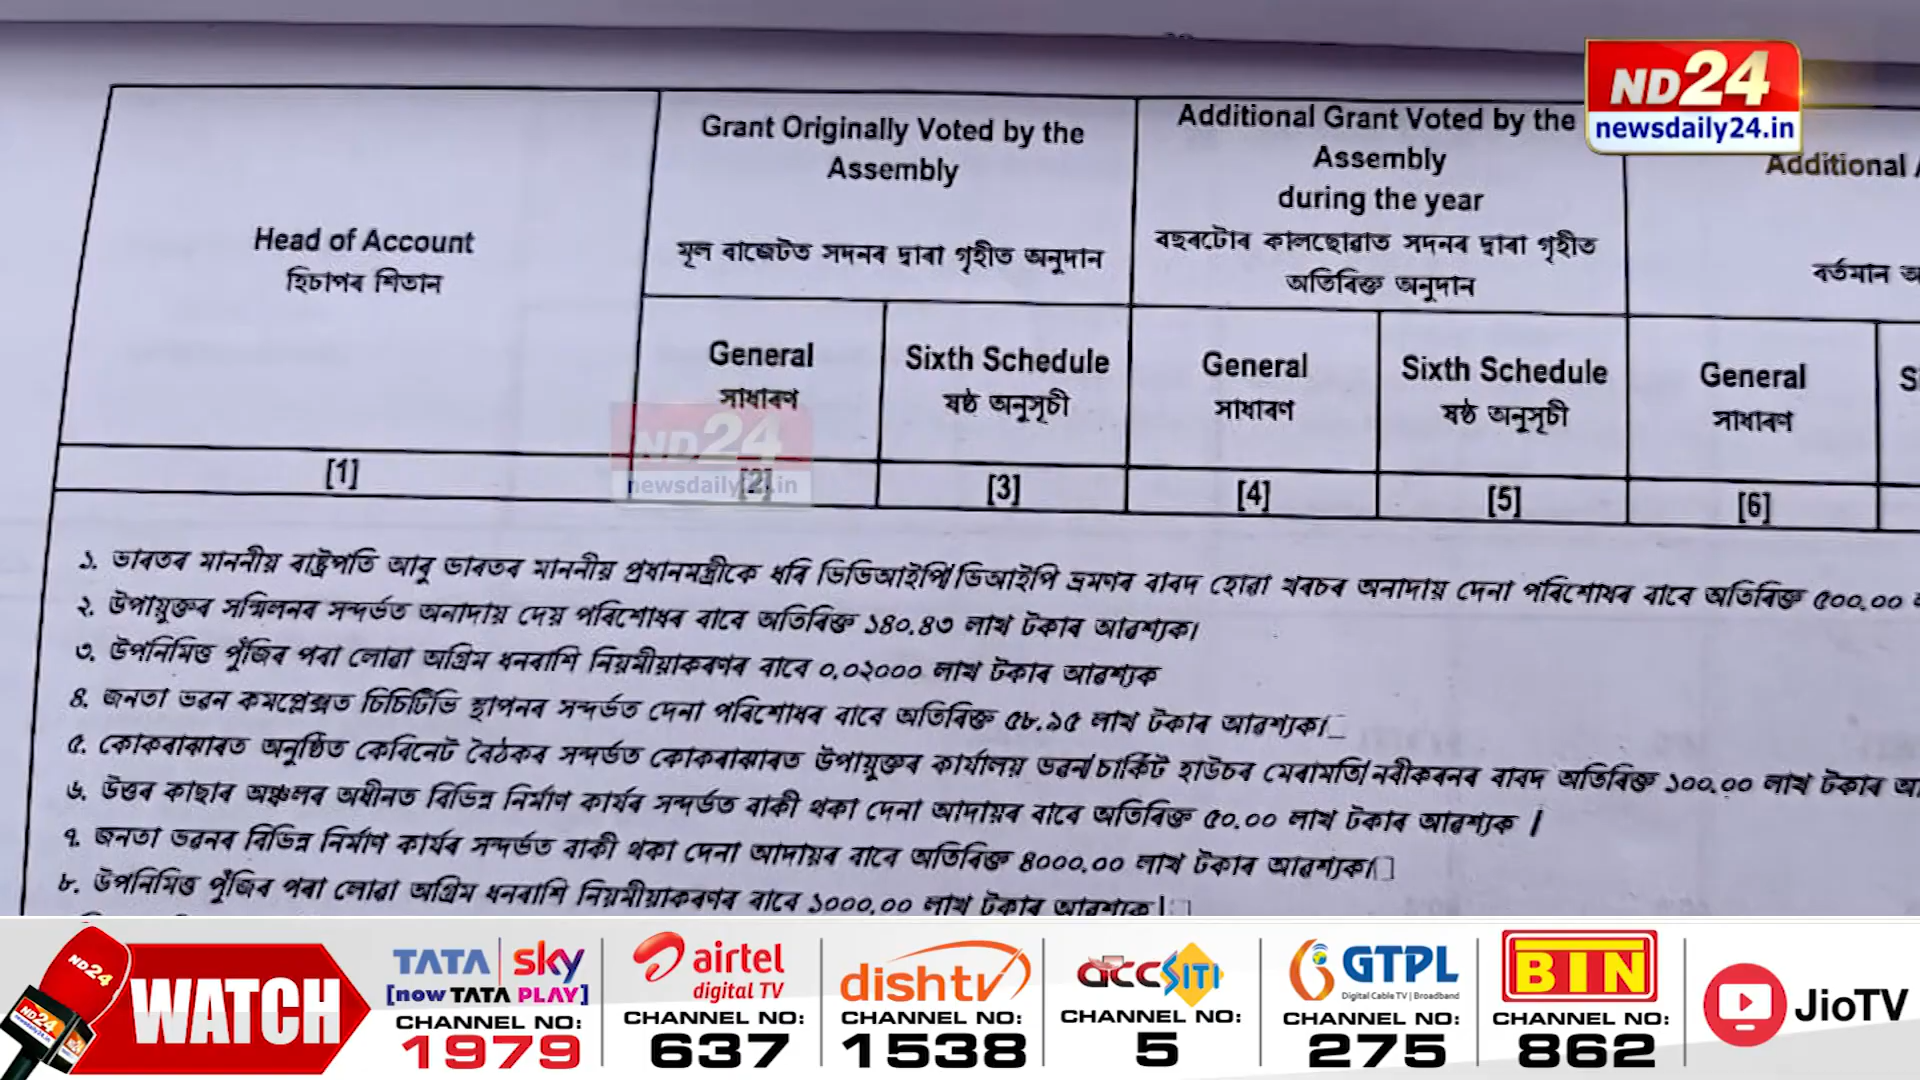 ND24
newsdaily24.in
Head of Account
হিচাপৰ শিতান
Grant Originally Voted by the
Assembly
মূল বাজেটত সদনৰ দ্বাৰা গৃহীত অনুদান
Additional Grant Voted by the
Assembly
during the year
বছৰটোৰ কালছোৱাত সদনৰ দ্বাৰা গৃহীত
অতিৰিক্ত অনুদান
Additional
বৰ্তমান
General
সাধাৰণ
Sixth Schedule
ষষ্ঠ অনুসূচী
General
সাধাৰণ
Sixth Schedule
ষষ্ঠ অনুসূচী
General
সাধাৰণ
ND24
newsdaily24.in
[1] [2] [3] [4] [5] [6]
১. ভাৰতৰ মাননীয় ৰাষ্ট্ৰপতি আৰু ভাৰতৰ মাননীয় প্ৰধানমন্ত্ৰীকে ধৰি ভিভিআইপি/ভিআইপি ভ্ৰমণৰ বাবদ হোৱা খৰচৰ অনাদায় দেনা পৰিশোধৰ বাবে অতিৰিক্ত ৫০০.০০
২. উপায়ুক্তৰ সন্মিলনৰ সন্দৰ্ভত অনাদায় দেয় পৰিশোধৰ বাবে অতিৰিক্ত ১৪০.৪৩ লাখ টকাৰ আৱশ্যক।
৩. উপনিমিত্ত পুঁজিৰ পৰা লোৱা অগ্ৰিম ধনৰাশি নিয়মীয়াকৰণৰ বাবে ০.০২০০০ লাখ টকাৰ আৱশ্যক
৪. জনতা ভৱন কমপ্লেক্সত চিচিটিভি স্থাপনৰ সন্দৰ্ভত দেনা পৰিশোধৰ বাবে অতিৰিক্ত ৫৮.৯৫ লাখ টকাৰ আৱশ্যক।
৫. কোকৰাঝাৰত অনুষ্ঠিত কেবিনেট বৈঠকৰ সন্দৰ্ভত কোকৰাঝাৰত উপায়ুক্তৰ কাৰ্যালয় ভৱন/চাৰ্কিট হাউচৰ মেৰামতি/নবীকৰনৰ বাবদ অতিৰিক্ত ১০০.০০ লাখ টকাৰ
৬. উত্তৰ কাছাৰ অঞ্চলৰ অধীনত বিভিন্ন নিৰ্মাণ কাৰ্যৰ সন্দৰ্ভত বাকী থকা দেনা আদায়ৰ বাবে অতিৰিক্ত ৫০.০০ লাখ টকাৰ আৱশ্যক |
৭. জনতা ভৱনৰ বিভিন্ন নিৰ্মাণ কাৰ্যৰ সন্দৰ্ভত বাকী থকা দেনা আদায়ৰ বাবে অতিৰিক্ত ৪০০০.০০ লাখ টকাৰ আৱশ্যক।
৮. উপনিমিত্ত পুঁজিৰ পৰা লোৱা অগ্ৰিম ধনৰাশি নিয়মীয়াকৰণৰ বাবে ১০০০.০০ লাখ টকাৰ আৱশ্যক|
ND24
WATCH
TATA sky
[now TATA PLAY]
CHANNEL NO:
1979
airtel
digital TV
CHANNEL NO:
637
dishtv
CHANNEL NO:
1538
accSITI
CHANNEL NO:
5
GTPL
Digital Cable TV | Broadband
CHANNEL NO:
275
BIN
CHANNEL NO:
862
JioTV